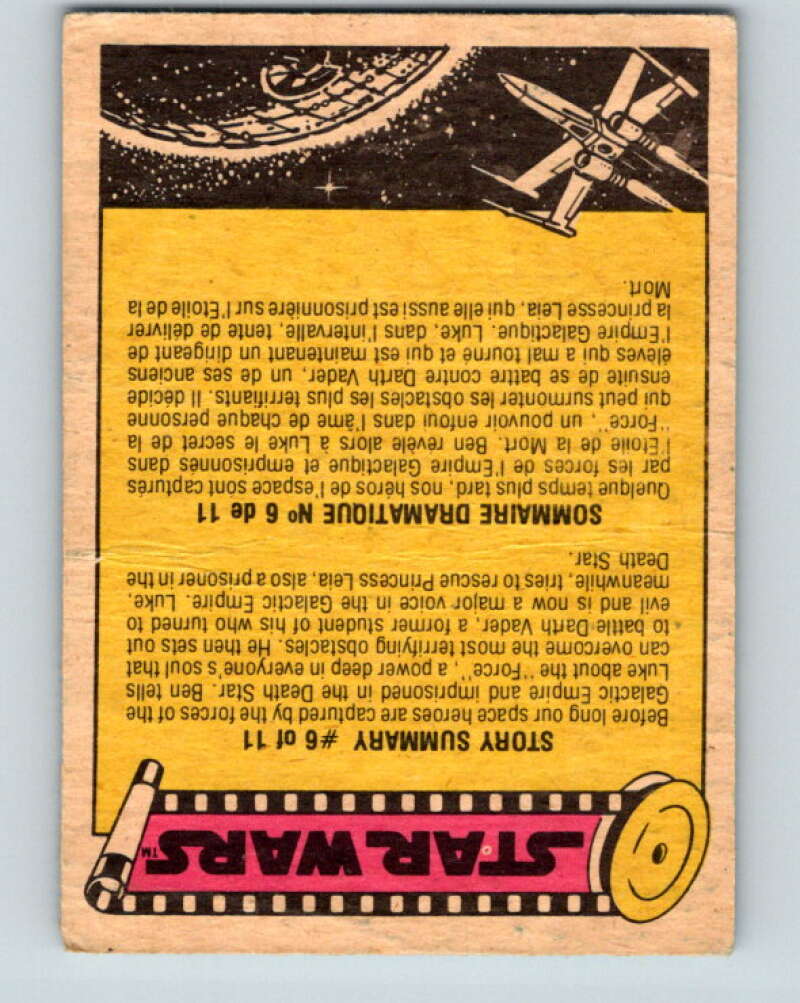 STAR WARS™
STORY SUMMARY #6 of 11
Before long our space heroes are captured by the forces of the
Galactic Empire and imprisoned in the Death Star. Ben tells
Luke about the "Force", a power deep in everyone's soul that
can overcome the most terrifying obstacles. He then sets out
to battle Darth Vader, a former student of his who turned to
evil and is now a major voice in the Galactic Empire. Luke,
meanwhile, tries to rescue Princess Leia, also a prisoner in the
Death Star.
SOMMAIRE DRAMATIQUE Nº 6 de 11
Quelque temps plus tard, nos héros de l'espace sont capturés
par les forces de l'Empire Galactique et emprisonnés dans
l'Etoile de la Mort. Ben révèle alors à Luke le secret de la
"Force", un pouvoir enfoui dans l'âme de chaque personne
qui peut surmonter les obstacles les plus terrifiants. Il décide
ensuite de se battre contre Darth Vader, un de ses anciens
élèves qui a mal tourné et qui est maintenant un dirigeant de
l'Empire Galactique. Luke, dans l'intervalle, tente de délivrer
la princesse Leia, qui elle aussi est prisonnière sur l'Etoile de la
Mort.